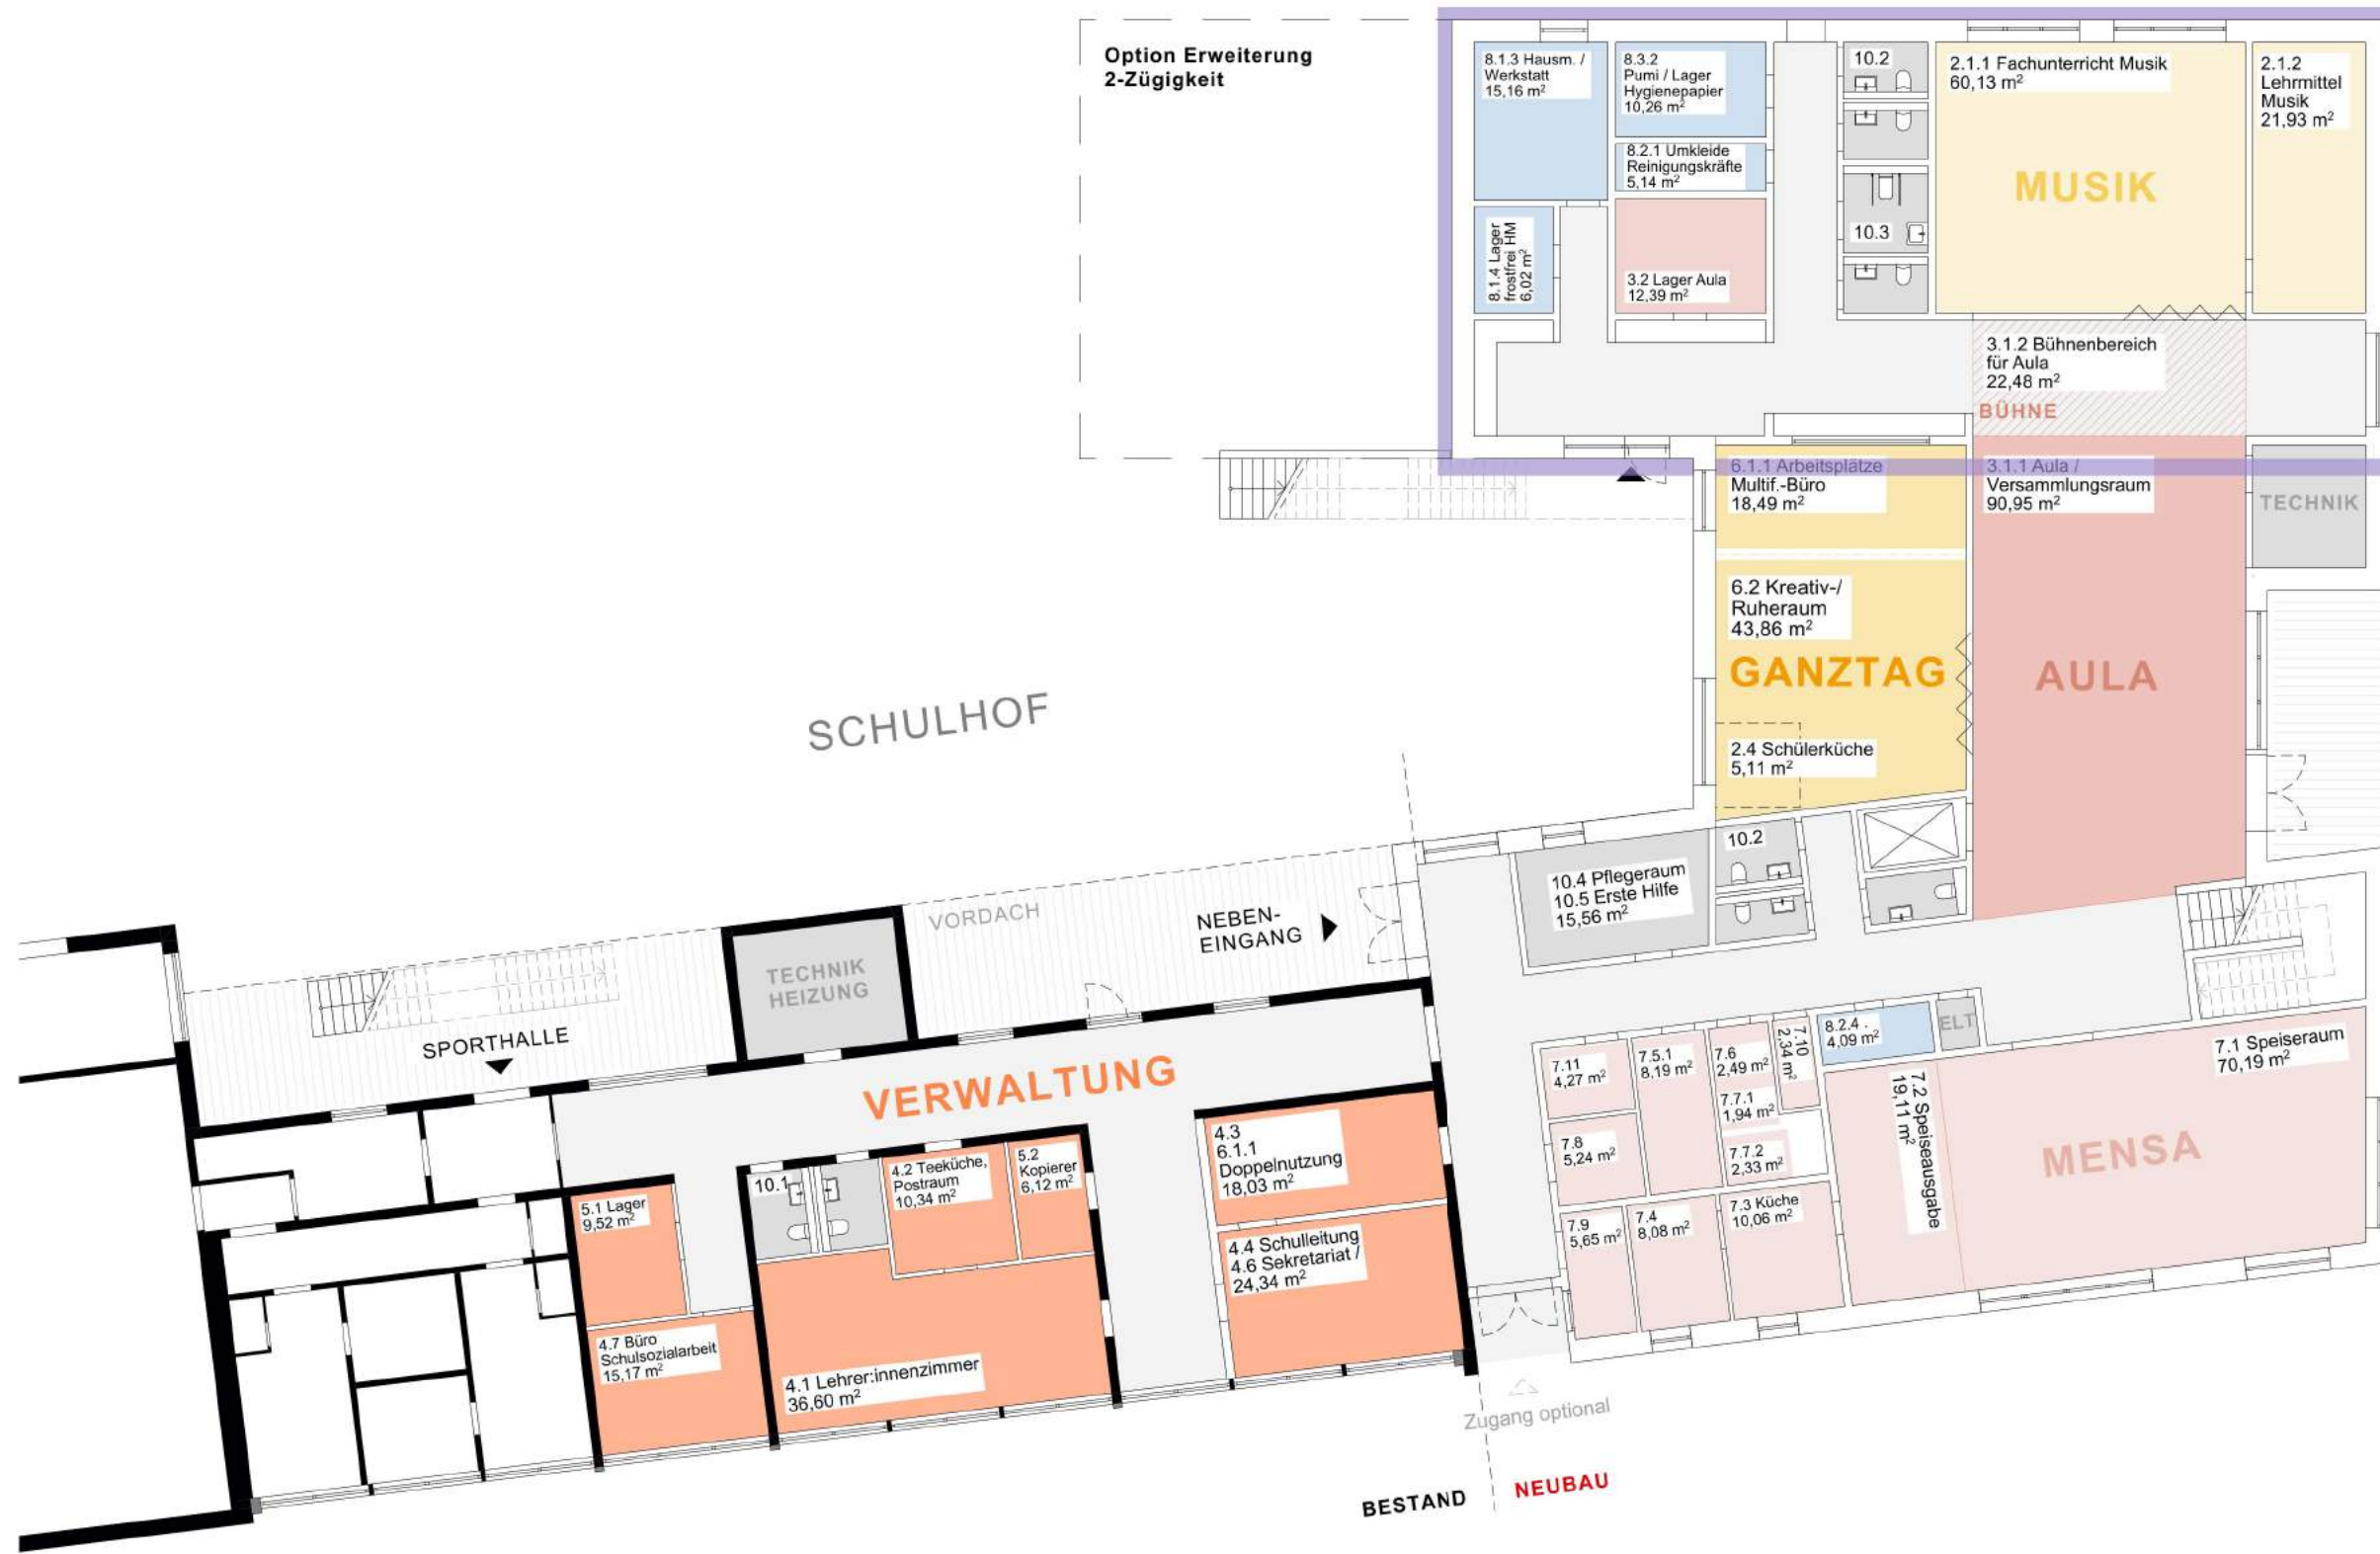 Option Erweiterung
2-Zügigkeit
8.1.3 Hausm. /
Werkstatt
15,16 m²
8.3.2
Pumi / Lager
Hygienepapier
10,26 m²
8.2.1 Umkleide
Reinigungskräfte
5,14 m²
8.1.4 Lager
frostfrei HM
6,02 m²
3.2 Lager Aula
12,39 m²
10.2
10.3
2.1.1 Fachunterricht Musik
60,13 m²
MUSIK
2.1.2
Lehrmittel
Musik
21,93 m²
3.1.2 Bühnenbereich
für Aula
22,48 m²
BÜHNE
6.1.1 Arbeitsplätze
Multif.-Büro
18,49 m²
3.1.1 Aula /
Versammlungsraum
90,95 m²
TECHNIK
6.2 Kreativ-/
Ruheraum
43,86 m²
GANZTAG
AULA
2.4 Schülerküche
5,11 m²
SCHULHOF
10.2
10.4 Pflegeraum
10.5 Erste Hilfe
15,56 m²
VORDACH
NEBEN-
EINGANG
TECHNIK
HEIZUNG
SPORTHALLE
VERWALTUNG
7.11
4,27 m²
7.5.1
8,19 m²
7.6
2,49 m²
7.10
2,34 m²
8.2.4 .
4,09 m²
ELT
7.1 Speiseraum
70,19 m²
7.7.1
1,94 m²
7.8
5,24 m²
7.7.2
2,33 m²
7.2 Speiseausgabe
19,11 m²
MENSA
7.9
5,65 m²
7.4
8,08 m²
7.3 Küche
10,06 m²
4.3
6.1.1
Doppelnutzung
18,03 m²
5.1 Lager
9,52 m²
10.1
4.2 Teeküche,
Postraum
10,34 m²
5.2
Kopierer
6,12 m²
4.4 Schulleitung
4.6 Sekretariat /
24,34 m²
4.7 Büro
Schulsozialarbeit
15,17 m²
4.1 Lehrer:innenzimmer
36,60 m²
Zugang optional
BESTAND
NEUBAU